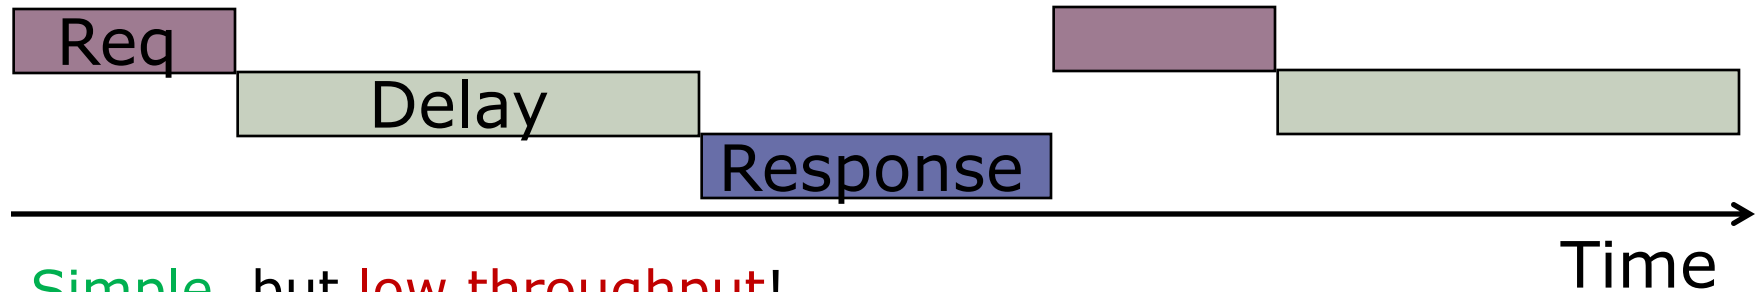 Req
Delay
Response
Time
Simple, but low throughput!